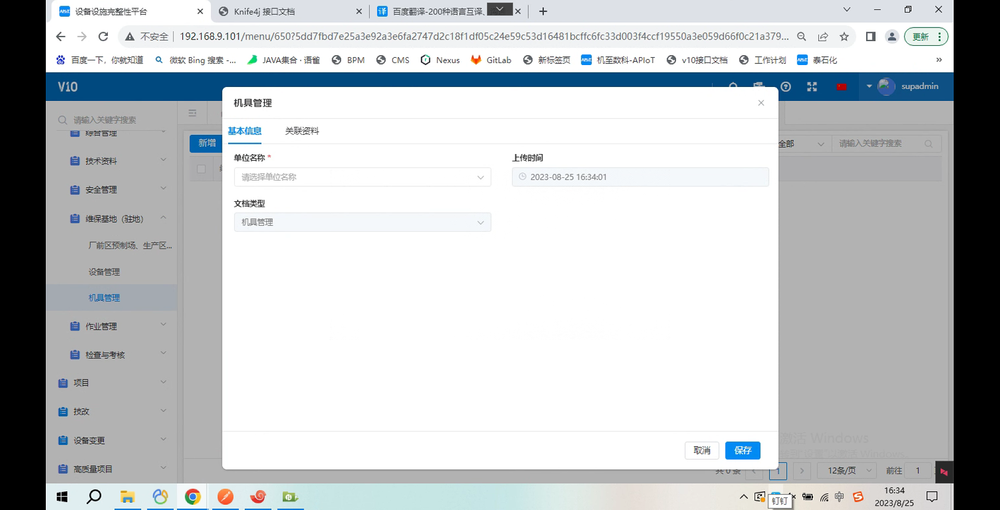 设备设施完整性平台
Knife4j 接口文档
百度翻译-200种语言互译、
不安全
192.168.9.101/menu/650?5dd7fbd7e25a3e92a3e6fa2747d2c18f1df05c24e59c53d16481bcffc6fc33d003f4ccf19550a3e059d66f0c21a379...
更新
百度一下，你就知道
微软 Bing 搜索 -...
JAVA集合 · 语雀
BPM
CMS
Nexus
GitLab
新标签页
机至数科-APIoT
v10接口文档
工作计划
泰石化
V10
supadmin
请输入关键字搜索
综合管理
技术资料
安全管理
维保基地（驻地）
厂前区预制场、生产区...
设备管理
机具管理
作业管理
检查与考核
项目
技改
设备变更
高质量项目
新增
全部
请输入关键字搜索
机具管理
基本信息
关联资料
单位名称 *
请选择单位名称
上传时间
2023-08-25 16:34:01
文档类型
机具管理
取消
保存
激活 Windows
转到"设置"以激活 Windows。
共 0 条
1
12条/页
前往
1
钉钉
中
16:34
2023/8/25